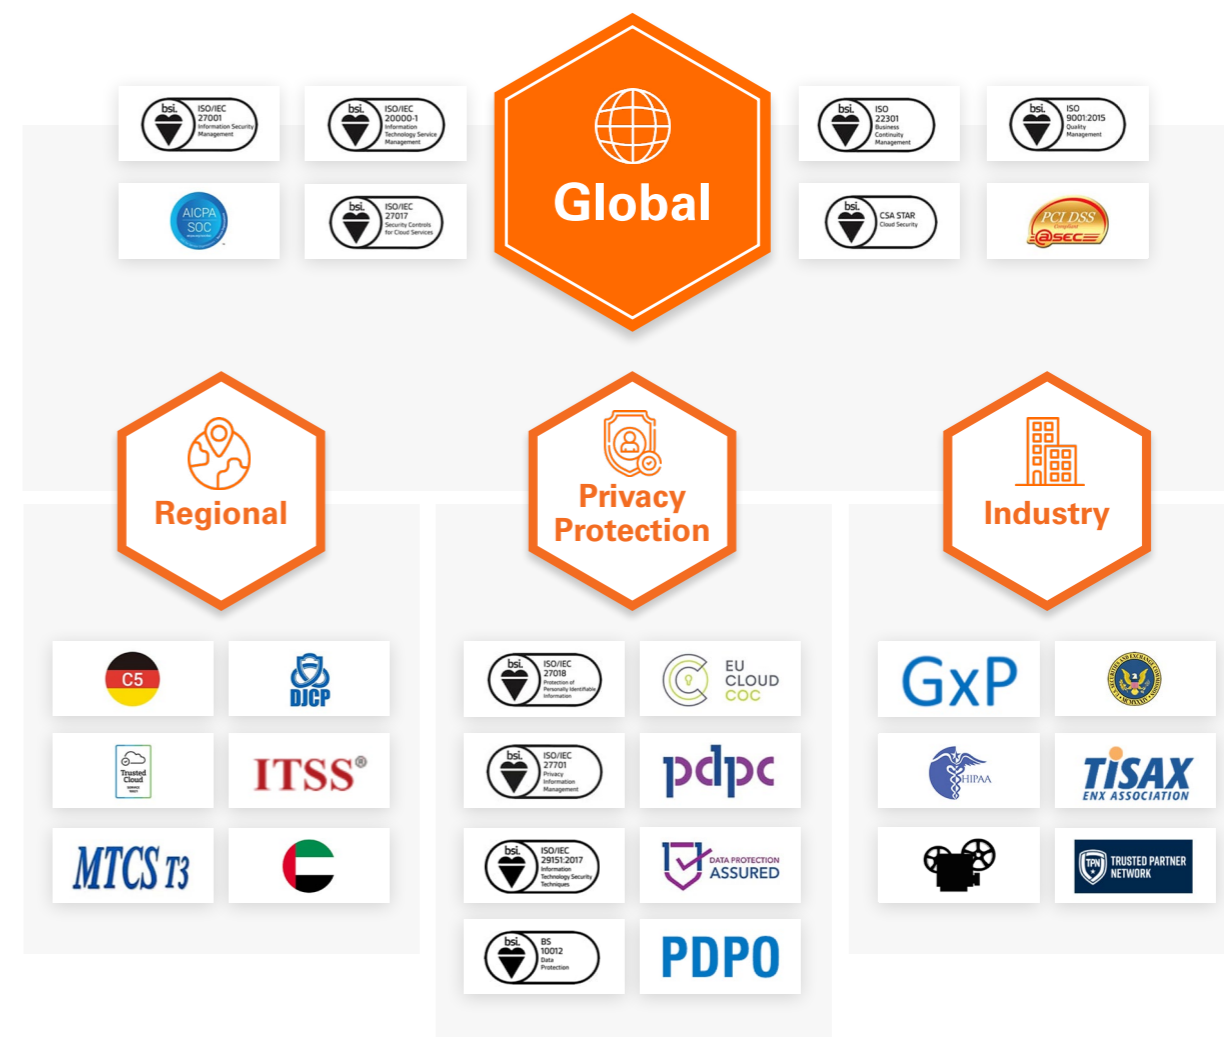 bsi.
ISO/IEC
27001
Information Security
Management
bsi.
ISO/IEC
20000-1
Information
Technology Service
Management
Global
bsi.
ISO
22301
Business
Continuity
Management
bsi.
ISO
9001:2015
Quality
Management
AICPA
SOC
bsi.
ISO/IEC
27017
Security Controls
for Cloud Services
bsi.
CSA STAR
Cloud Security
PCI DSS
Compliant
@SEC
Regional
Privacy
Protection
Industry
C5
DJCP
Trusted
Cloud
ITSS®
MTCS T3
bsi.
ISO/IEC
27018
Protection of
Personally Identifiable
Information
EU
CLOUD
COC
bsi.
ISO/IEC
27701
Privacy
Information
Management
pdpc
bsi.
ISO/IEC
29151:2017
Information
Technology Security
Techniques
DATA PROTECTION
ASSURED
bsi.
BS
10012
Data
Protection
PDPO
GxP
HIPAA
TiSAX
ENX ASSOCIATION
TPN
TRUSTED PARTNER
NETWORK